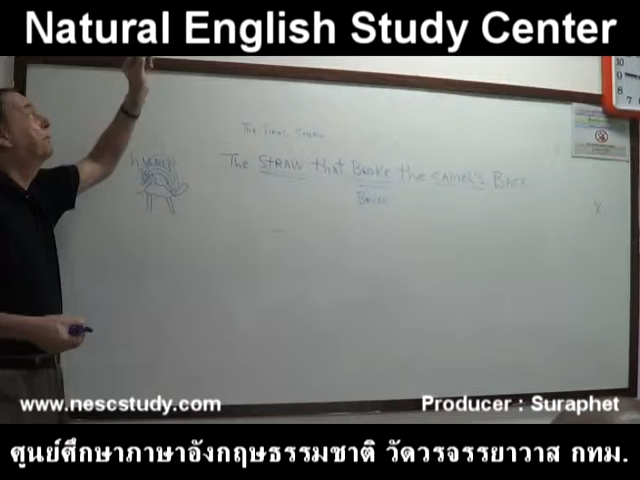 Natural English Study Center
The Final Straw
The STRAW that BROKE the CAMEL'S BACK
www.nescstudy.com
Producer : Suraphet
ศูนย์ศึกษาภาษาอังกฤษธรรมชาติ วัดวรจรรยาวาส กทม.